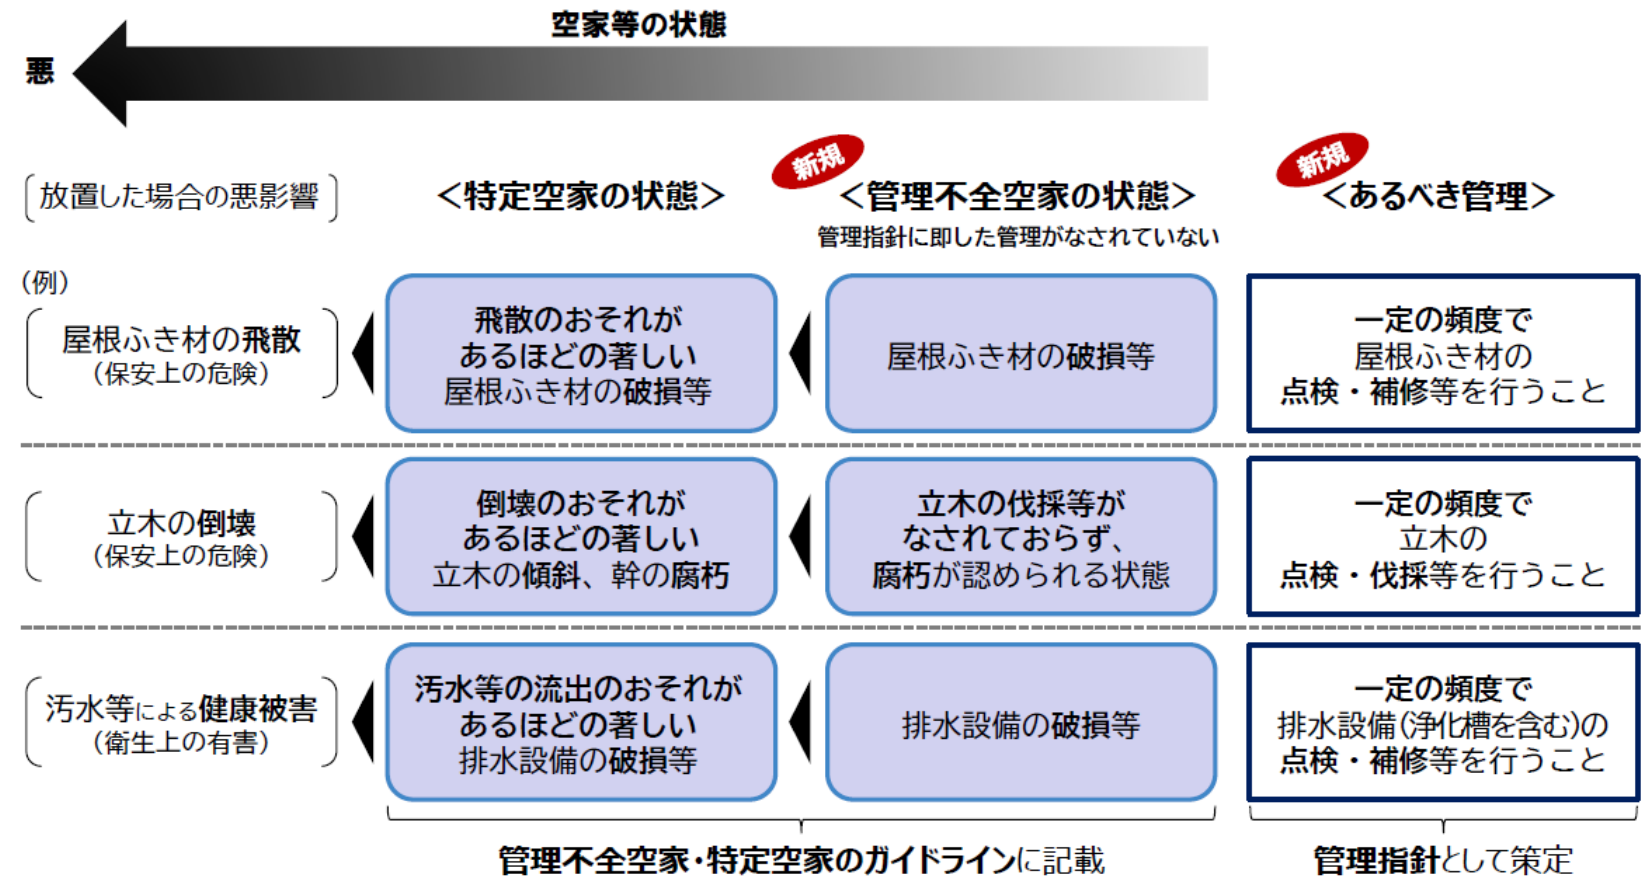 空家等の状態
悪
新規
新規
放置した場合の悪影響
＜特定空家の状態＞
＜管理不全空家の状態＞
管理指針に即した管理がなされていない
＜あるべき管理＞
（例）
屋根ふき材の飛散
（保安上の危険）
飛散のおそれが
あるほどの著しい
屋根ふき材の破損等
屋根ふき材の破損等
一定の頻度で
屋根ふき材の
点検・補修等を行うこと
立木の倒壊
（保安上の危険）
倒壊のおそれが
あるほどの著しい
立木の傾斜、幹の腐朽
立木の伐採等が
なされておらず、
腐朽が認められる状態
一定の頻度で
立木の
点検・伐採等を行うこと
汚水等による健康被害
（衛生上の有害）
汚水等の流出のおそれが
あるほどの著しい
排水設備の破損等
排水設備の破損等
一定の頻度で
排水設備（浄化槽を含む）の
点検・補修等を行うこと
管理不全空家・特定空家のガイドラインに記載
管理指針として策定